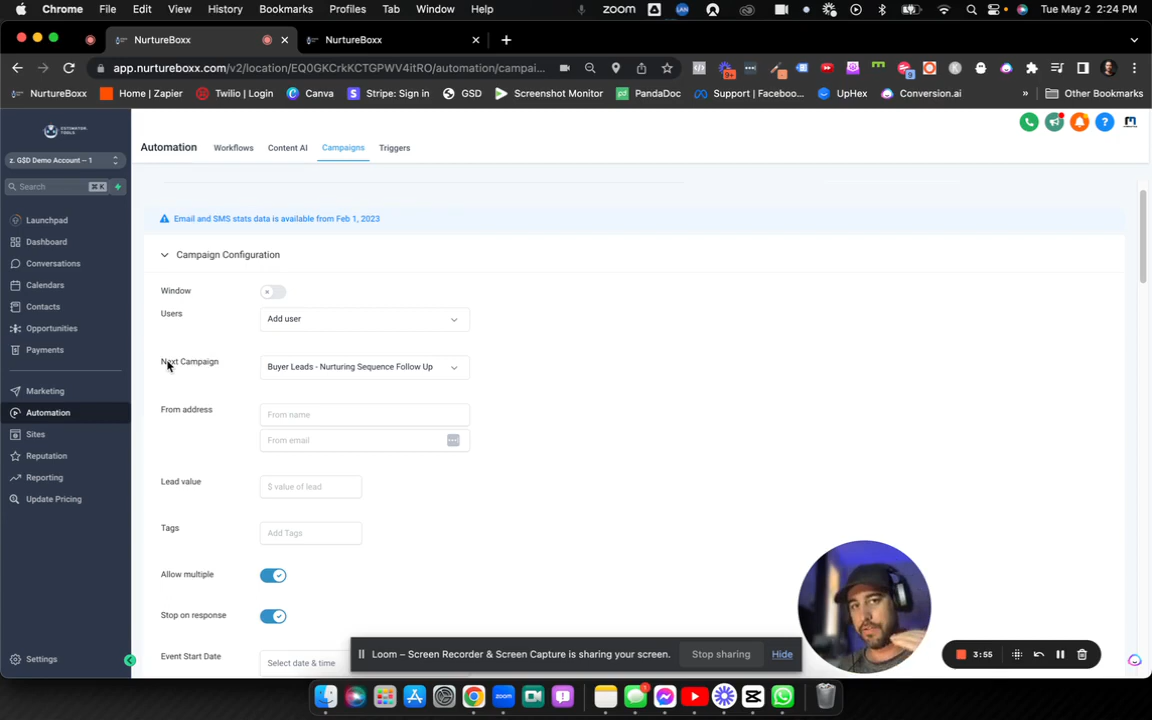 Chrome File Edit View History Bookmarks Profiles Tab Window Help
zoom LAN Tue May 2 2:24 PM
NurtureBoxx
NurtureBoxx
app.nurtureboxx.com/v2/location/EQ0GKCrkKCTGPWV4itRO/automation/campai...
NurtureBoxx Home | Zapier Twilio | Login Canva Stripe: Sign in GSD Screenshot Monitor PandaDoc Support | Faceboo... UpHex Conversion.ai » Other Bookmarks
ESTIMATOR.
TOOLS
z. GSD Demo Account -- 1
Search ⌘ K
Launchpad
Dashboard
Conversations
Calendars
Contacts
Opportunities
Payments
Marketing
Automation
Sites
Reputation
Reporting
Update Pricing
Settings
Automation Workflows Content AI Campaigns Triggers
Email and SMS stats data is available from Feb 1, 2023
Campaign Configuration
Window
Users Add user
Next Campaign Buyer Leads - Nurturing Sequence Follow Up
From address From name
From email
Lead value $ value of lead
Tags Add Tags
Allow multiple
Stop on response
Event Start Date Select date & time
Loom – Screen Recorder & Screen Capture is sharing your screen. Stop sharing Hide
3:55
zoom